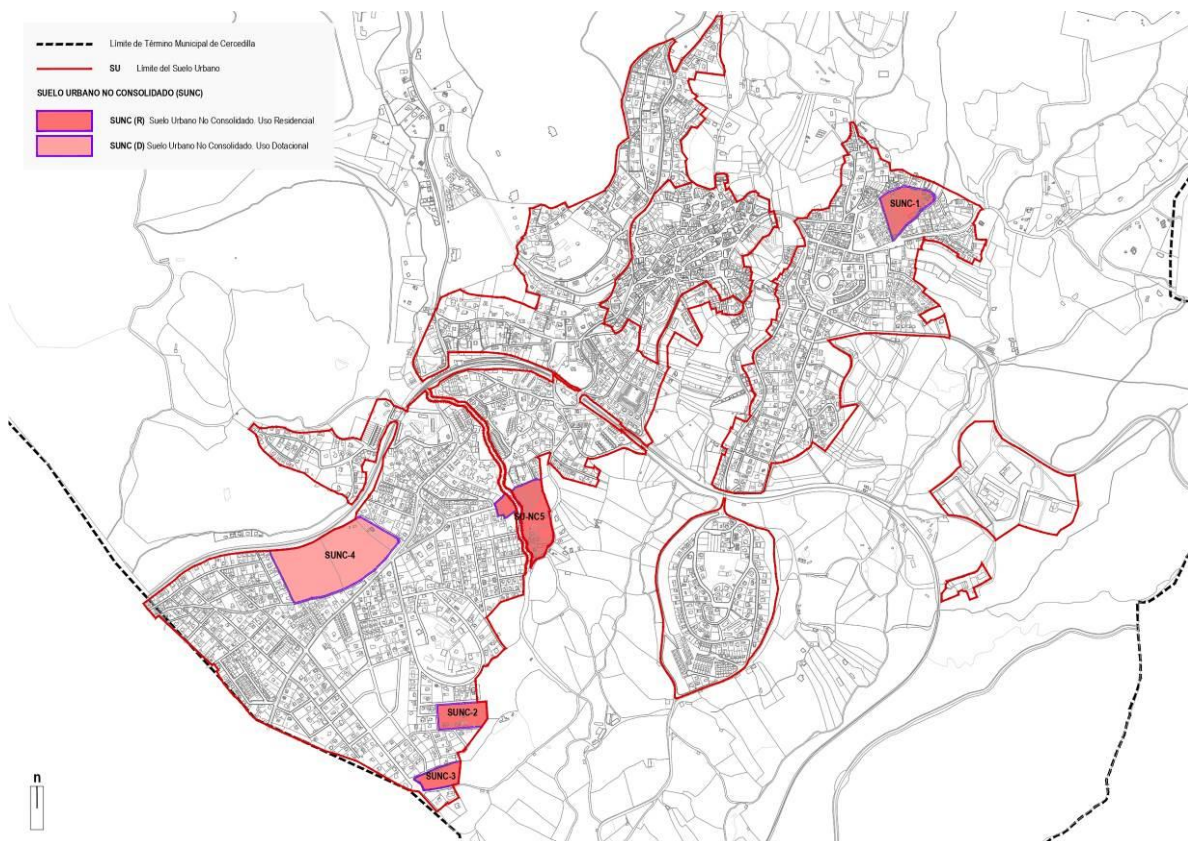 Límite de Término Municipal de Cercedilla
SU Límite del Suelo Urbano
SUELO URBANO NO CONSOLIDADO (SUNC)
SUNC (R) Suelo Urbano No Consolidado. Uso Residencial
SUNC (D) Suelo Urbano No Consolidado. Uso Dotacional
SUNC-1
SU-NC5
SUNC-4
SUNC-2
SUNC-3
n